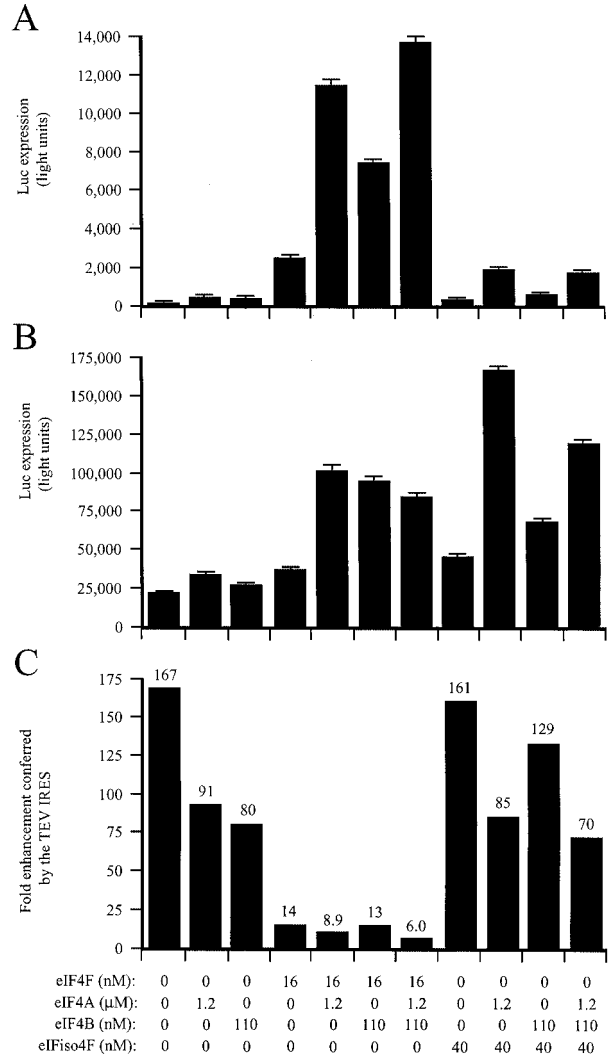 A
Luc expression
(light units)
14,000
12,000
10,000
8,000
6,000
4,000
2,000
0
B
Luc expression
(light units)
175,000
150,000
125,000
100,000
75,000
50,000
25,000
0
C
Fold enhancement conferred
by the TEV IRES
175
150
125
100
75
50
25
0
167
91
80
14
8.9
13
6.0
161
85
129
70
eIF4F (nM): 0 0 0 16 16 16 16 0 0 0 0
eIF4A (µM): 0 1.2 0 0 1.2 0 1.2 0 1.2 0 1.2
eIF4B (nM): 0 0 110 0 0 110 110 0 0 110 110
eIFiso4F (nM): 0 0 0 0 0 0 0 40 40 40 40